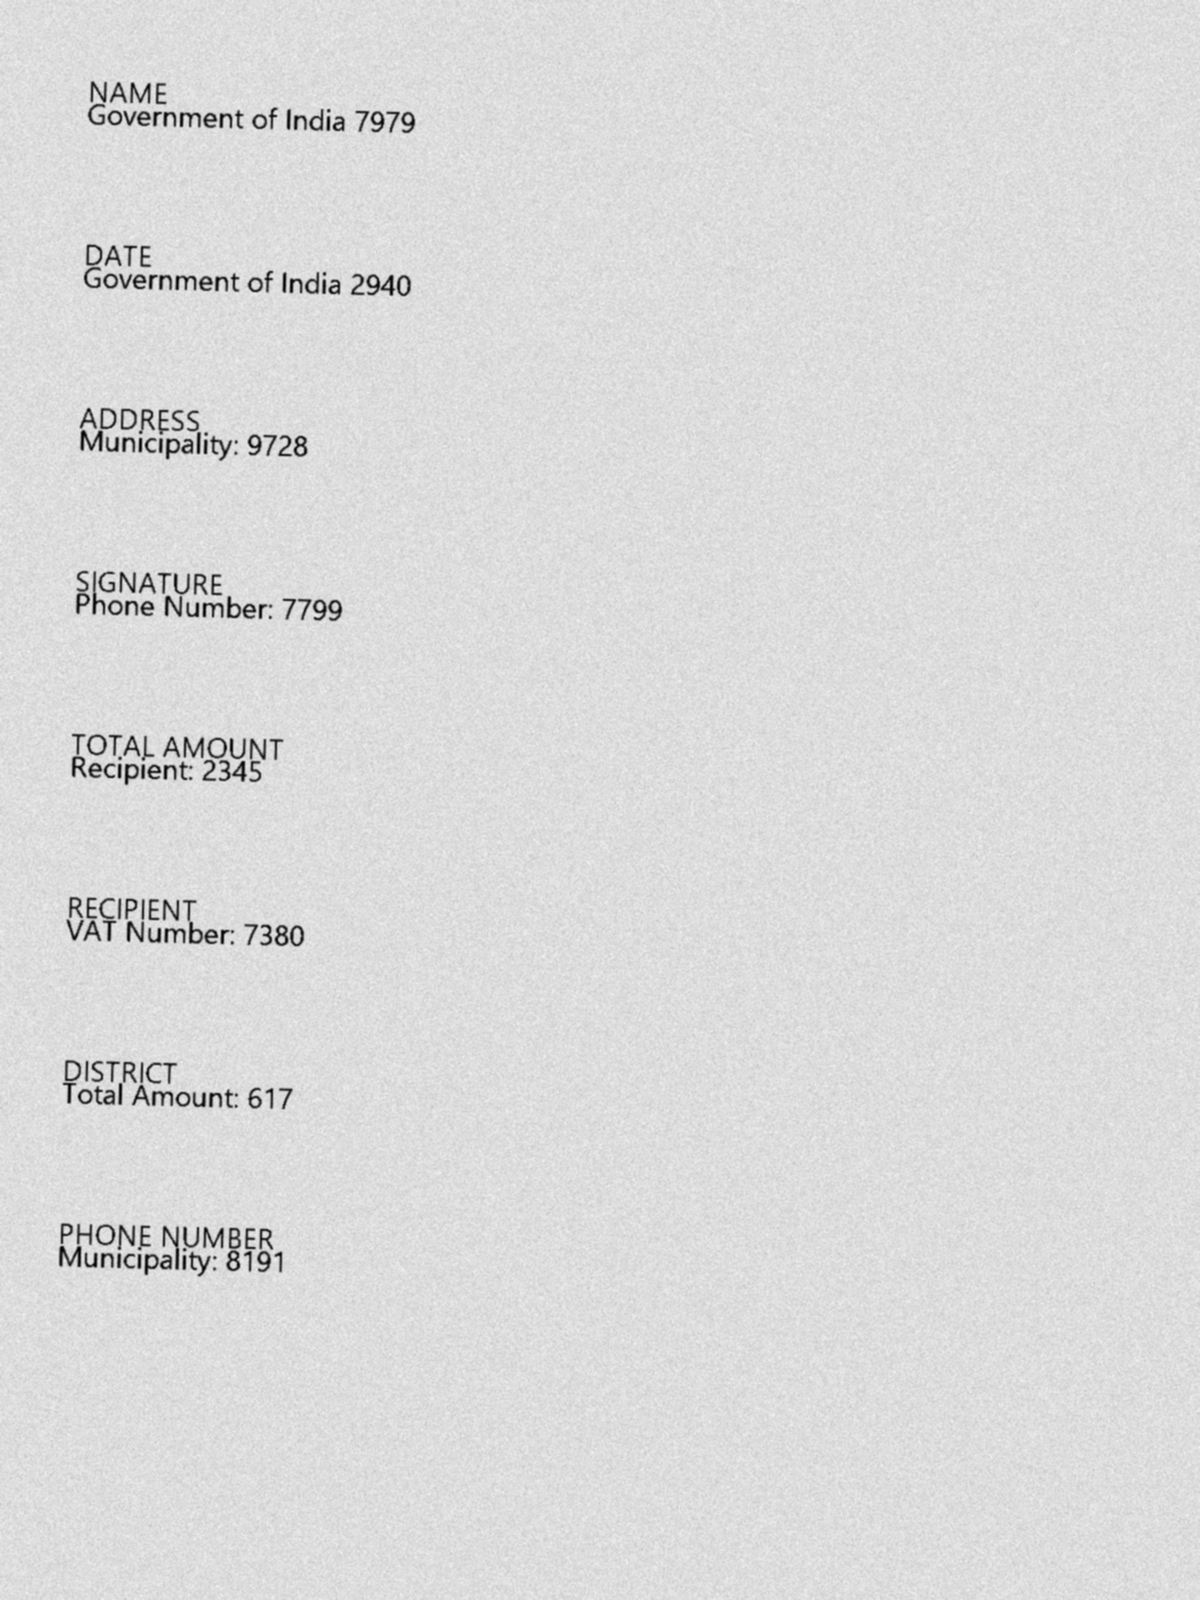 NAME
Government of India 7979
DATE
Government of India 2940
ADDRESS
Municipality: 9728
SIGNATURE
Phone Number: 7799
TOTAL AMOUNT
Recipient: 2345
RECIPIENT
VAT Number: 7380
DISTRICT
Total Amount: 617
PHONE NUMBER
Municipality: 8191